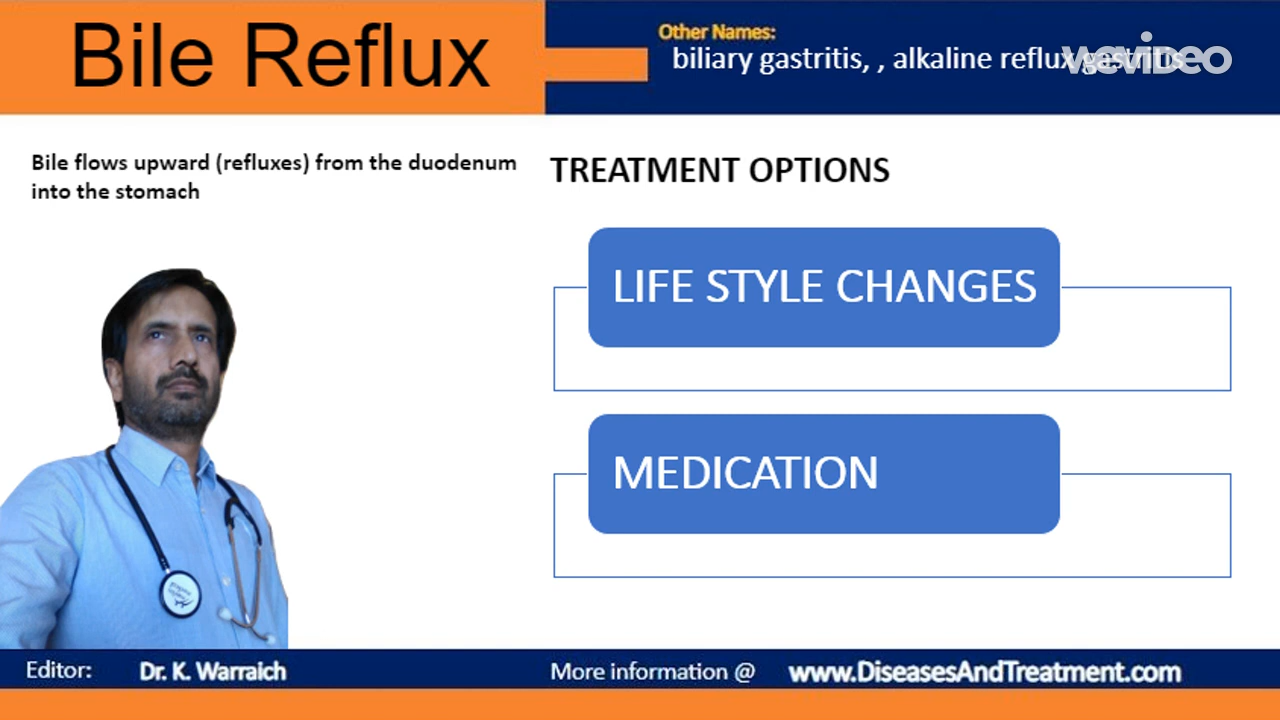 Bile Reflux
Other Names:
biliary gastritis, , alkaline reflux gastritis
wevideo
Bile flows upward (refluxes) from the duodenum
into the stomach
TREATMENT OPTIONS
LIFE STYLE CHANGES
MEDICATION
Editor: Dr. K. Warraich
More information @ www.DiseasesAndTreatment.com